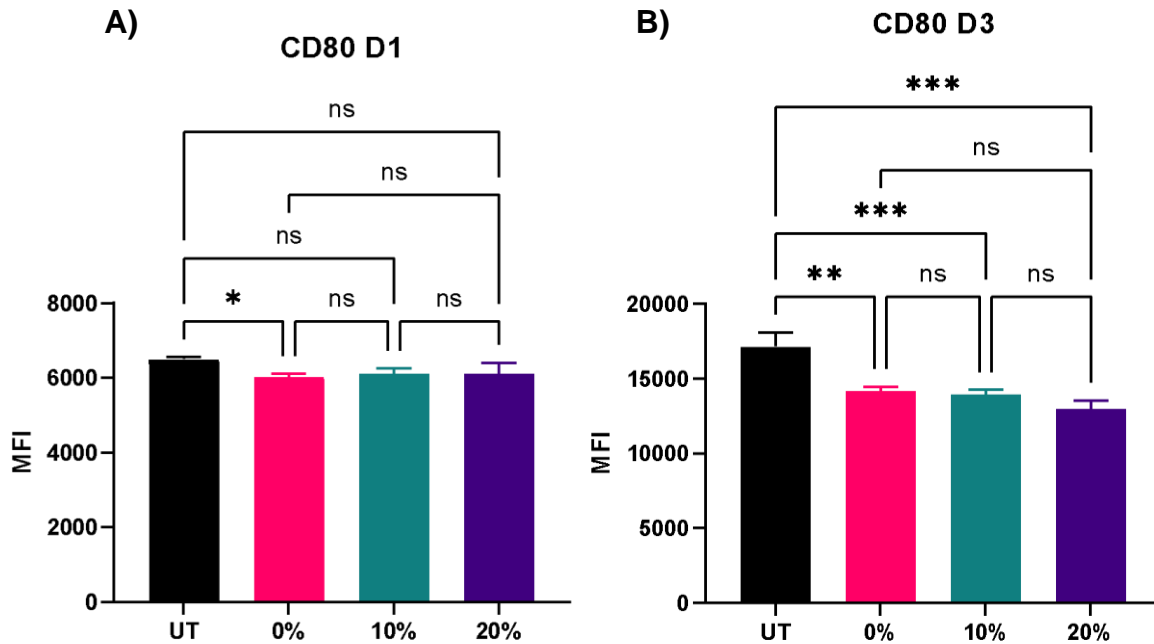 A)
CD80 D1
ns
ns
ns
* ns ns
8000
6000
4000
2000
0
MFI
UT 0% 10% 20%
B)
CD80 D3
***
ns
***
** ns ns
20000
15000
10000
5000
0
MFI
UT 0% 10% 20%